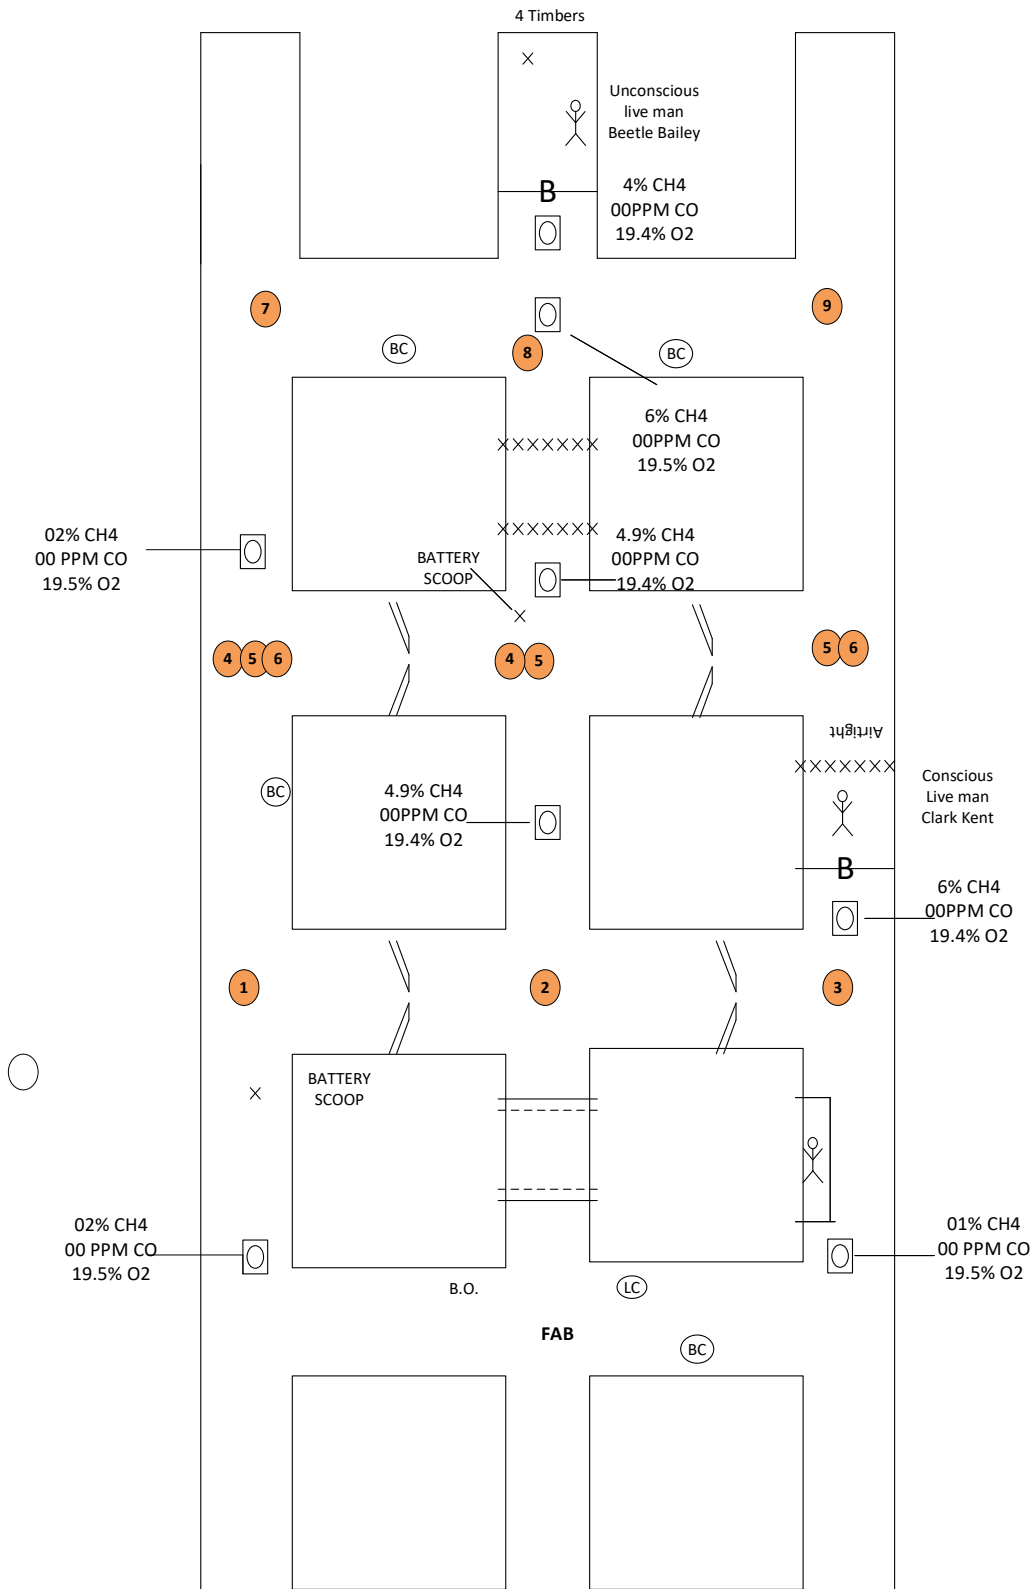 4 Timbers
X
Unconscious
live man
Beetle Bailey
B
4% CH4
00PPM CO
19.4% O2
7
9
8
BC
BC
6% CH4
00PPM CO
19.5% O2
XXXXXXX
XXXXXXX
02% CH4
00 PPM CO
19.5% O2
BATTERY
SCOOP
4.9% CH4
00PPM CO
19.4% O2
X
4 5 6
4 5
5 6
Airtight
XXXXXXX
BC
4.9% CH4
00PPM CO
19.4% O2
Conscious
Live man
Clark Kent
B
6% CH4
00PPM CO
19.4% O2
1
2
3
BATTERY
SCOOP
X
02% CH4
00 PPM CO
19.5% O2
01% CH4
00 PPM CO
19.5% O2
B.O.
LC
FAB
BC